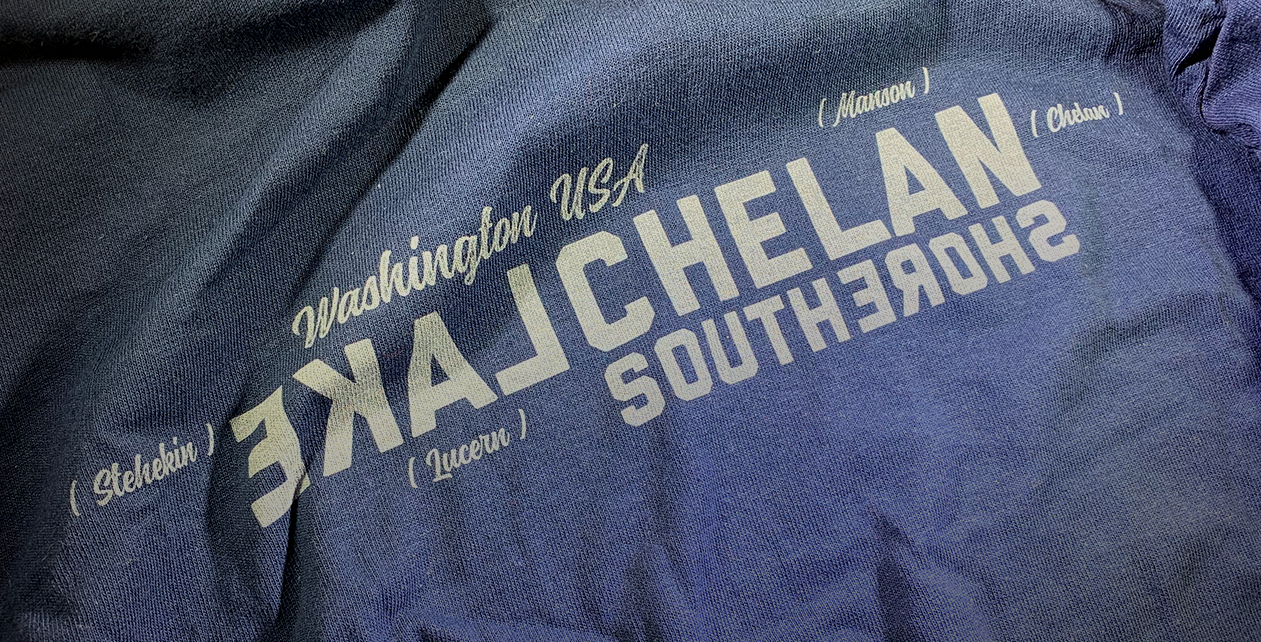 ( Manson )
( Chelan )
Washington USA
LAKE CHELAN
SOUTH SHORE
( Stehekin )
( Lucern )